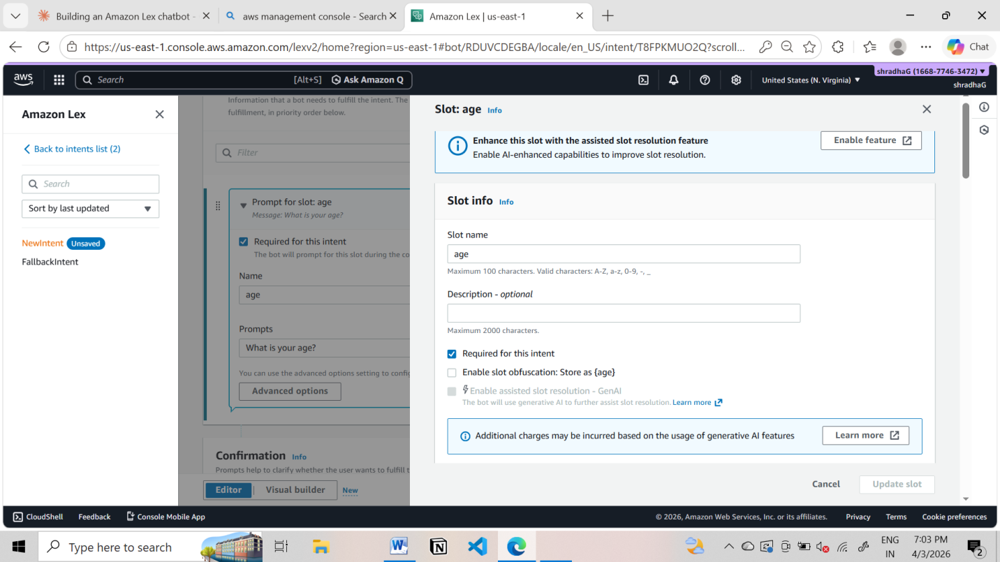 Building an Amazon Lex chatbot -
aws management console - Search
Amazon Lex | us-east-1
https://us-east-1.console.aws.amazon.com/lexv2/home?region=us-east-1#bot/RDUVCDEGBA/locale/en_US/intent/T8FPKMUO2Q?scroll...
Chat
aws
Search
[Alt+S]
Ask Amazon Q
United States (N. Virginia) ▼
shradhaG (1668-7746-3472) ▼
shradhaG
Amazon Lex
Back to intents list (2)
Search
Sort by last updated
NewIntent Unsaved
FallbackIntent
Information that a bot needs to fulfill the intent. The
fulfillment, in priority order below.
Filter
Prompt for slot: age
Message: What is your age?
Required for this intent
The bot will prompt for this slot during the co
Name
age
Prompts
What is your age?
You can use the advanced options setting to config
Advanced options
Confirmation Info
Prompts help to clarify whether the user wants to fulfill t
Editor
Visual builder
New
Slot: age Info
Enhance this slot with the assisted slot resolution feature
Enable AI-enhanced capabilities to improve slot resolution.
Enable feature
Slot info Info
Slot name
age
Maximum 100 characters. Valid characters: A-Z, a-z, 0-9, -, _
Description - optional
Maximum 2000 characters.
Required for this intent
Enable slot obfuscation: Store as {age}
Enable assisted slot resolution - GenAI
The bot will use generative AI to further assist slot resolution. Learn more
Additional charges may be incurred based on the usage of generative AI features
Learn more
Cancel
Update slot
CloudShell
Feedback
Console Mobile App
© 2026, Amazon Web Services, Inc. or its affiliates.
Privacy
Terms
Cookie preferences
Type here to search
ENG
IN
7:03 PM
4/3/2026
2